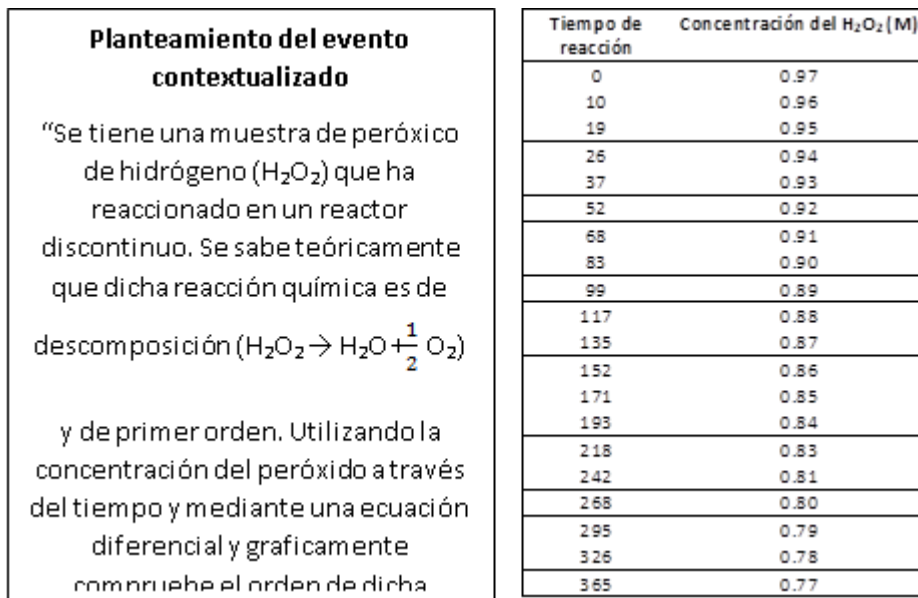 Planteamiento del evento
contextualizado
“Se tiene una muestra de peróxico
de hidrógeno (H₂O₂) que ha
reaccionado en un reactor
discontinuo. Se sabe teóricamente
que dicha reacción química es de
descomposición (H₂O₂ → H₂O + 1/2 O₂)
y de primer orden. Utilizando la
concentración del peróxido a través
del tiempo y mediante una ecuación
diferencial y graficamente
compruebe el orden de dicha
Tiempo de reacción Concentración del H₂O₂ (M)
0 0.97
10 0.96
19 0.95
26 0.94
37 0.93
52 0.92
68 0.91
83 0.90
99 0.89
117 0.88
135 0.87
152 0.86
171 0.85
193 0.84
218 0.83
242 0.81
268 0.80
295 0.79
326 0.78
365 0.77